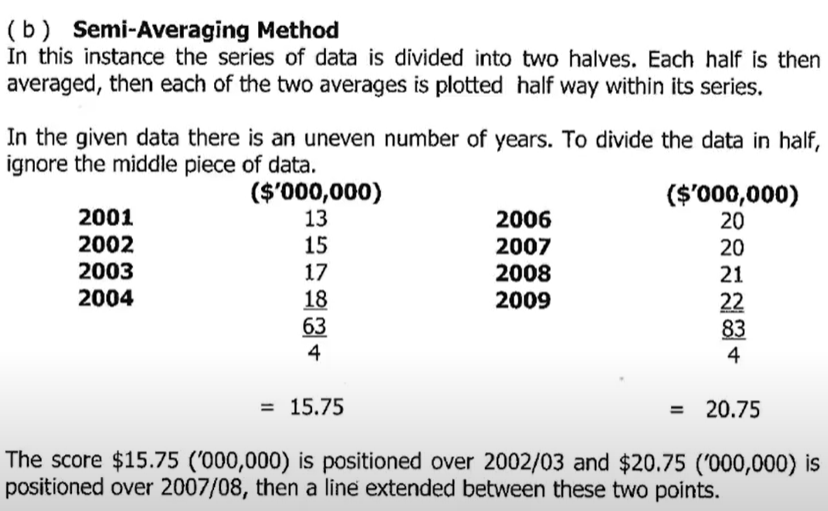 (b) Semi-Averaging Method
In this instance the series of data is divided into two halves. Each half is then
averaged, then each of the two averages is plotted half way within its series.
In the given data there is an uneven number of years. To divide the data in half,
ignore the middle piece of data.
($'000,000) ($'000,000)
2001 13 2006 20
2002 15 2007 20
2003 17 2008 21
2004 18 2009 22
63 83
4 4
= 15.75 = 20.75
The score $15.75 ('000,000) is positioned over 2002/03 and $20.75 ('000,000) is
positioned over 2007/08, then a line extended between these two points.